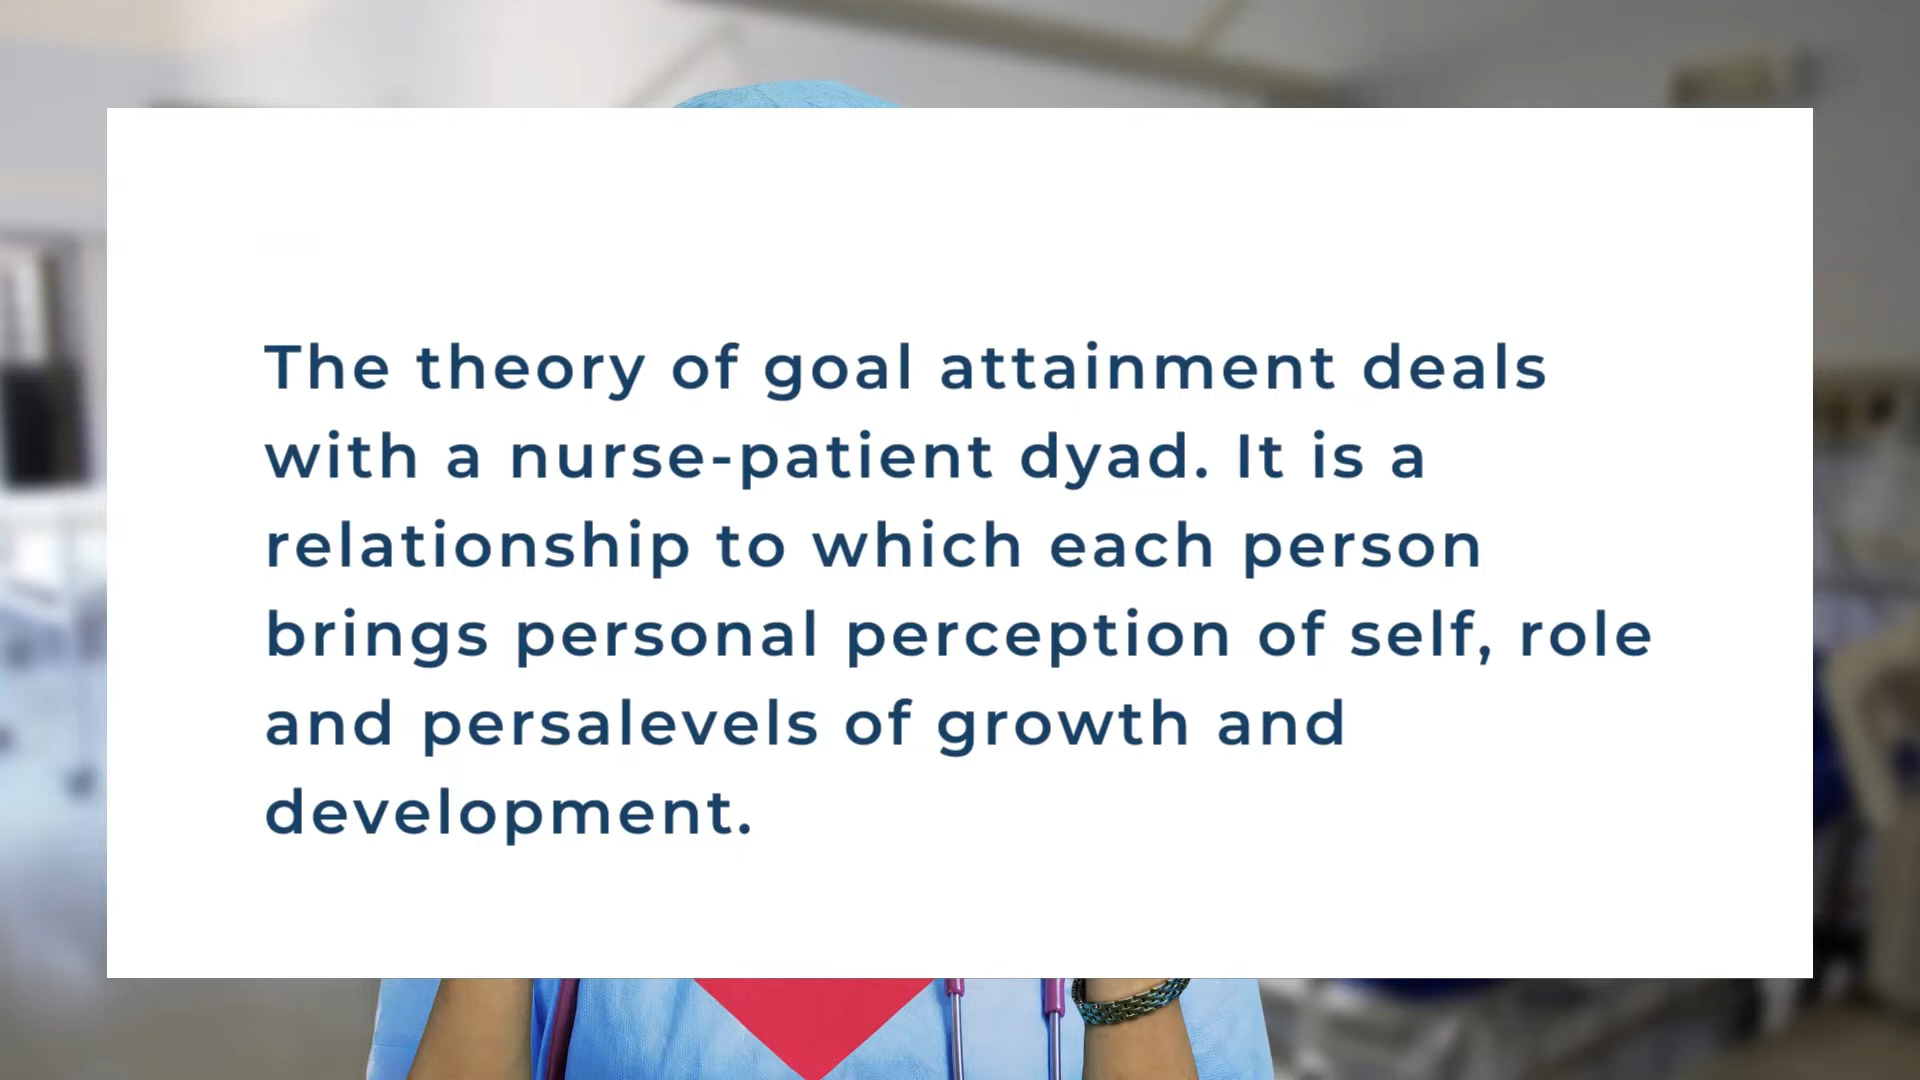 The theory of goal attainment deals
with a nurse-patient dyad. It is a
relationship to which each person
brings personal perception of self, role
and persalevels of growth and
development.